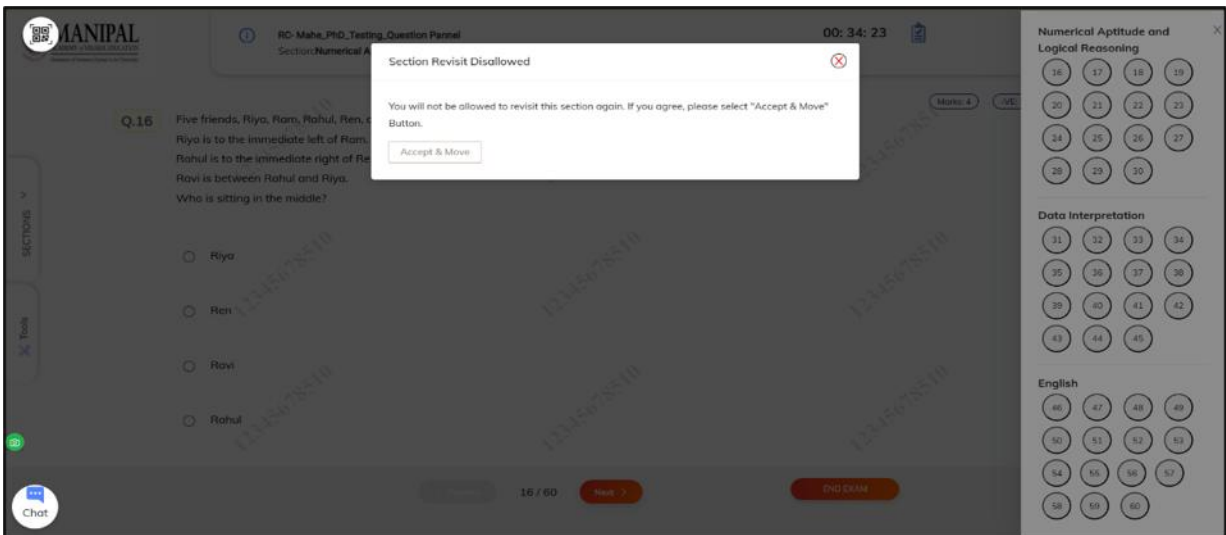 MANIPAL
RC- Mahe_PhD_Testing_Question Pannel
Section:Numerical A
00: 34: 23
Section Revisit Disallowed
You will not be allowed to revisit this section again. If you agree, please select "Accept & Move"
Button.
Accept & Move
Marks: 4
-VE:
Q.16
Five friends, Riya, Ram, Rahul, Ren,
Riya is to the immediate left of Ram.
Rahul is to the immediate right of Re
Ravi is between Rahul and Riya.
Who is sitting in the middle?
Riya
Ren
Ravi
Rahul
SECTIONS
Tools
Chat
16 / 60
Next >
END EXAM
Numerical Aptitude and
Logical Reasoning
16 17 18 19
20 21 22 23
24 25 26 27
28 29 30
Data Interpretation
31 32 33 34
35 36 37 38
39 40 41 42
43 44 45
English
46 47 48 49
50 51 52 53
54 55 56 57
58 59 60